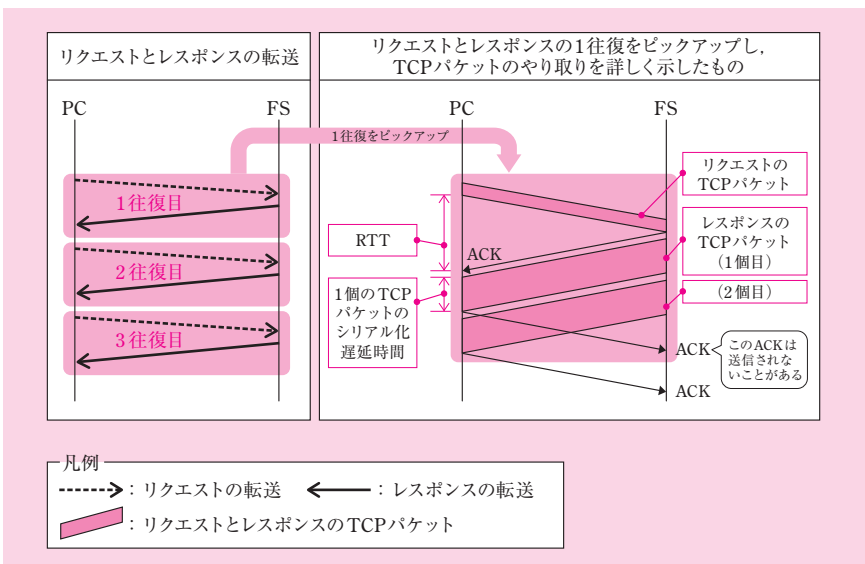 リクエストとレスポンスの転送
PC
FS
1往復目
2往復目
3往復目
リクエストとレスポンスの1往復をピックアップし,
TCPパケットのやり取りを詳しく示したもの
PC
FS
1往復をピックアップ
リクエストの
TCPパケット
RTT
ACK
レスポンスの
TCPパケット
(1個目)
1個のTCP
パケットの
シリアル化
遅延時間
(2個目)
ACK
このACKは
送信されな
いことがある
ACK
凡例
:リクエストの転送
:レスポンスの転送
:リクエストとレスポンスのTCPパケット